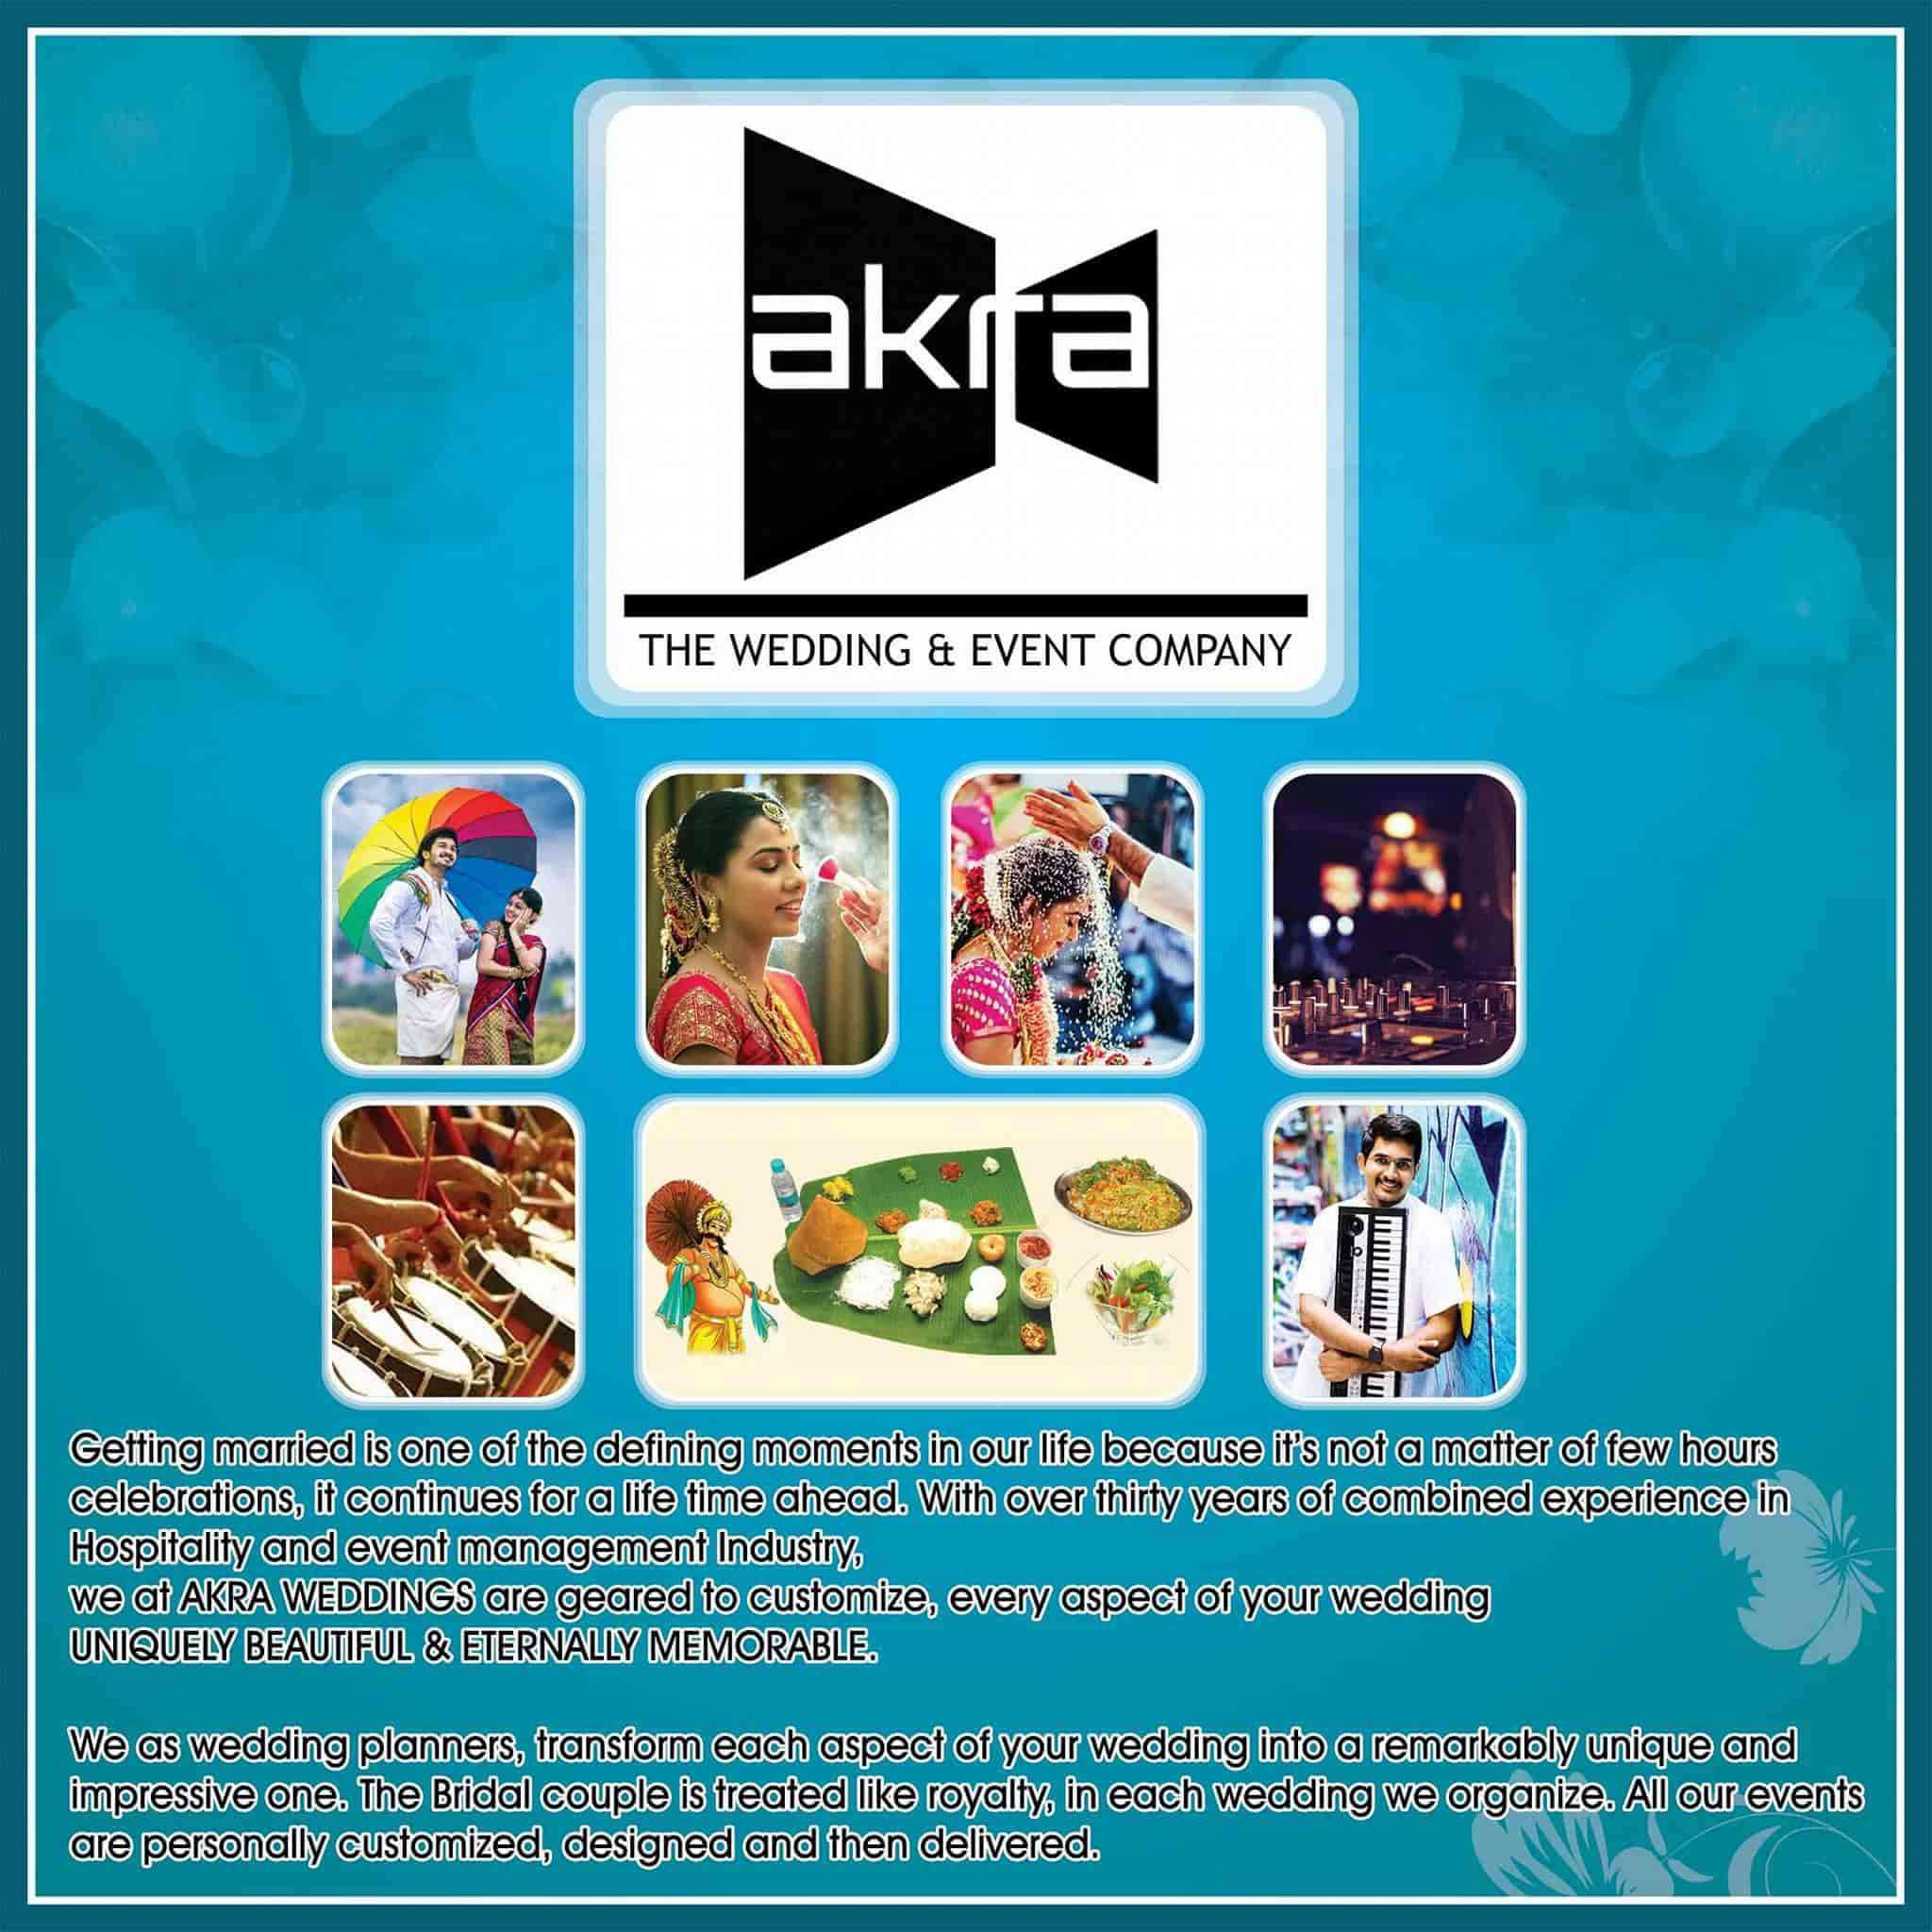 akra
THE WEDDING & EVENT COMPANY
Getting married is one of the defining moments in our life because it's not a matter of few hours
celebrations, it continues for a life time ahead. With over thirty years of combined experience in
Hospitality and event management Industry,
we at AKRA WEDDINGS are geared to customize, every aspect of your wedding
UNIQUELY BEAUTIFUL & ETERNALLY MEMORABLE.
We as wedding planners, transform each aspect of your wedding into a remarkably unique and
impressive one. The Bridal couple is treated like royalty, in each wedding we organize. All our events
are personally customized, designed and then delivered.